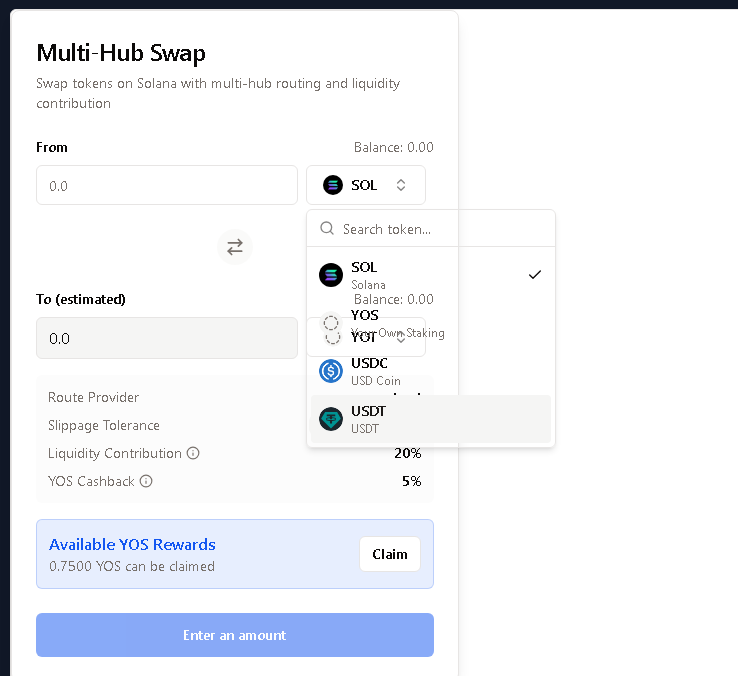 Multi-Hub Swap
Swap tokens on Solana with multi-hub routing and liquidity
contribution
From
Balance: 0.00
0.0
SOL
Search token...
SOL
Solana
To (estimated)
Balance: 0.00
0.0
YOS
Your Own Staking
YOT
USDC
USD Coin
USDT
USDT
Route Provider
Slippage Tolerance
Liquidity Contribution
20%
YOS Cashback
5%
Available YOS Rewards
0.7500 YOS can be claimed
Claim
Enter an amount